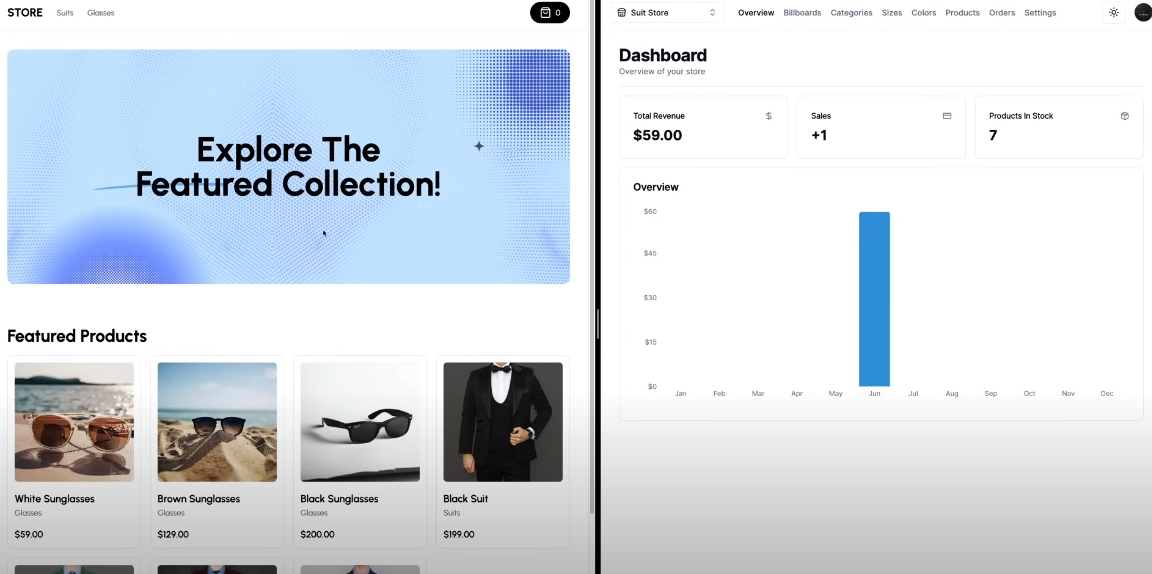 STORE
Suits
Glasses
0
Explore The
Featured Collection!
Featured Products
White Sunglasses
Glasses
$59.00
Brown Sunglasses
Glasses
$129.00
Black Sunglasses
Glasses
$200.00
Black Suit
Suits
$199.00
Suit Store
Overview
Billboards
Categories
Sizes
Colors
Products
Orders
Settings
Dashboard
Overview of your store
Total Revenue
$
$59.00
Sales
+1
Products In Stock
7
Overview
$60
$45
$30
$15
$0
Jan Feb Mar Apr May Jun Jul Aug Sep Oct Nov Dec